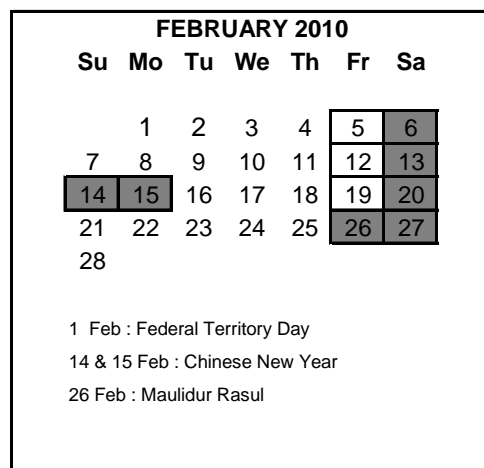 FEBRUARY 2010
Su Mo Tu We Th Fr Sa
1 2 3 4 5 6
7 8 9 10 11 12 13
14 15 16 17 18 19 20
21 22 23 24 25 26 27
28
1 Feb : Federal Territory Day
14 & 15 Feb : Chinese New Year
26 Feb : Maulidur Rasul